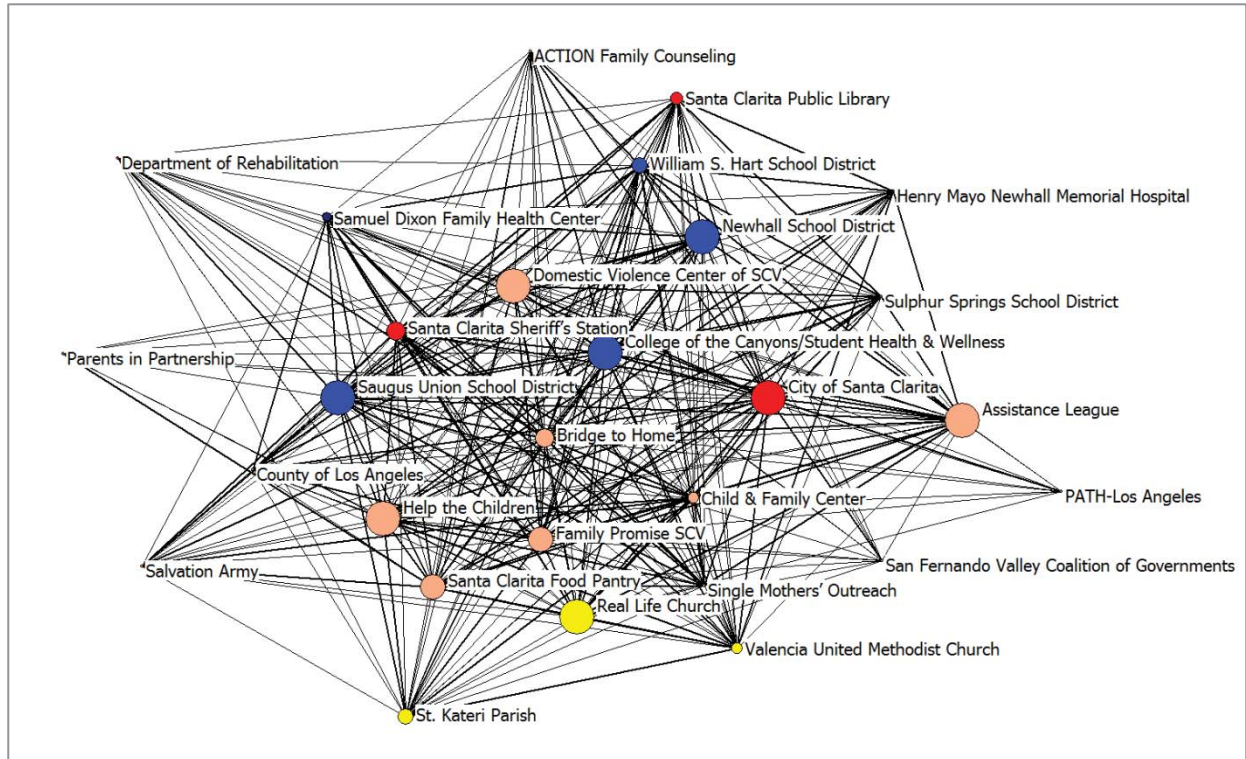 ACTION Family Counseling
Santa Clarita Public Library
Department of Rehabilitation
William S. Hart School District
Henry Mayo Newhall Memorial Hospital
Samuel Dixon Family Health Center
Newhall School District
Domestic Violence Center of SCV
Sulphur Springs School District
Santa Clarita Sheriff's Station
College of the Canyons/Student Health & Wellness
Parents in Partnership
Saugus Union School District
City of Santa Clarita
Assistance League
Bridge to Home
County of Los Angeles
Child & Family Center
PATH-Los Angeles
Help the Children
Family Promise SCV
San Fernando Valley Coalition of Governments
Salvation Army
Santa Clarita Food Pantry
Single Mothers' Outreach
Real Life Church
Valencia United Methodist Church
St. Kateri Parish